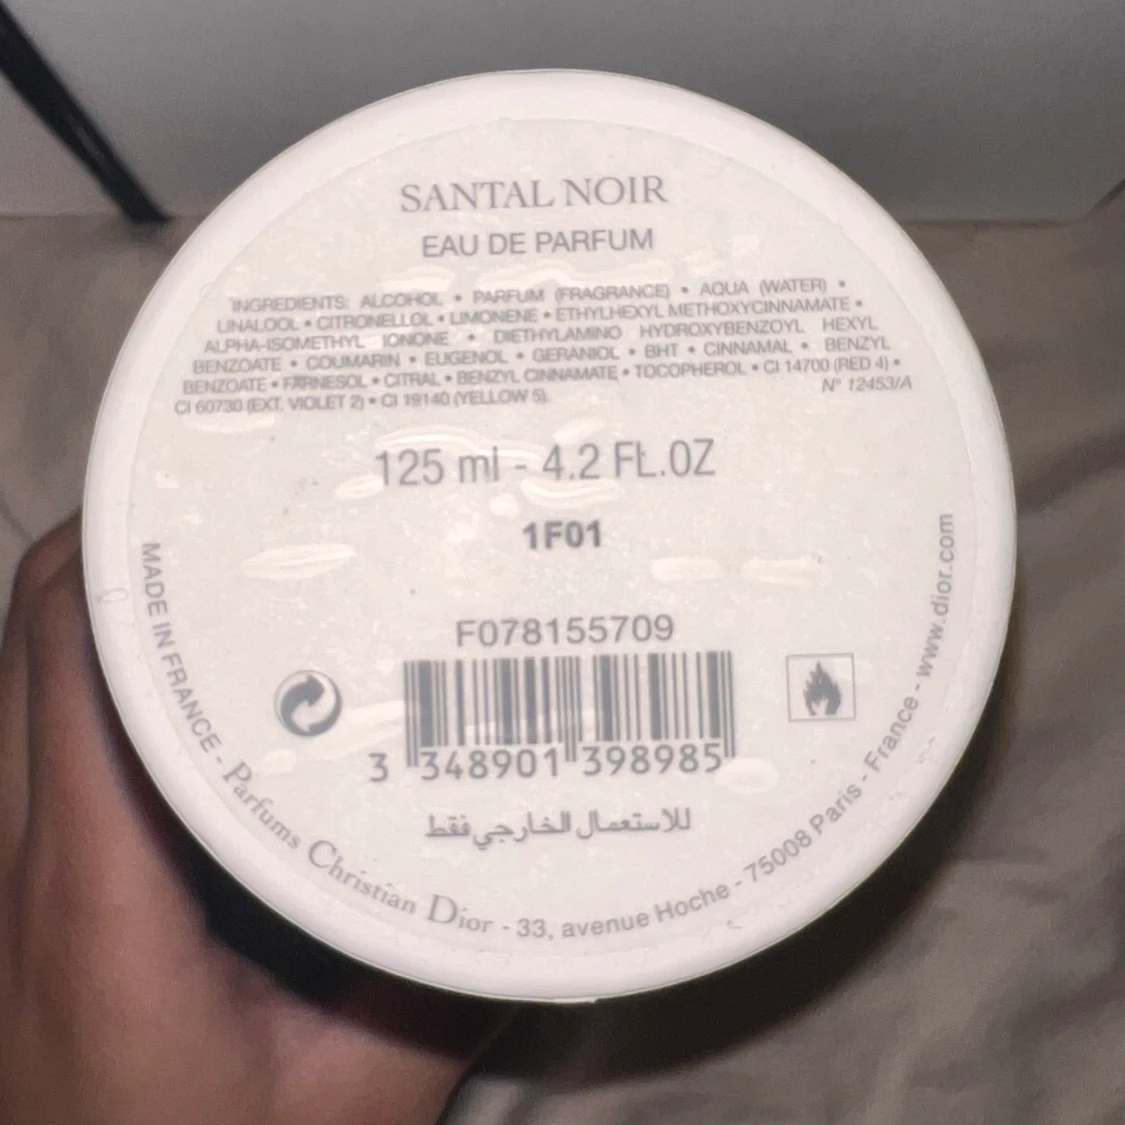 SANTAL NOIR
EAU DE PARFUM
INGREDIENTS: ALCOHOL • PARFUM (FRAGRANCE) • AQUA (WATER) •
LINALOOL • CITRONELLOL • LIMONENE • ETHYLHEXYL METHOXYCINNAMATE •
ALPHA-ISOMETHYL IONONE • DIETHYLAMINO HYDROXYBENZOYL HEXYL
BENZOATE • COUMARIN • EUGENOL • GERANIOL • BHT • CINNAMAL • BENZYL
BENZOATE • FARNESOL • CITRAL • BENZYL CINNAMATE • TOCOPHEROL • CI 14700 (RED 4) •
CI 60730 (EXT. VIOLET 2) • CI 19140 (YELLOW 5).
N° 12453/A
125 ml - 4.2 FL.OZ
1F01
F078155709
3 348901 398985
للاستعمال الخارجي فقط
MADE IN FRANCE - Parfums Christian Dior - 33, avenue Hoche - 75008 Paris - France - www.dior.com